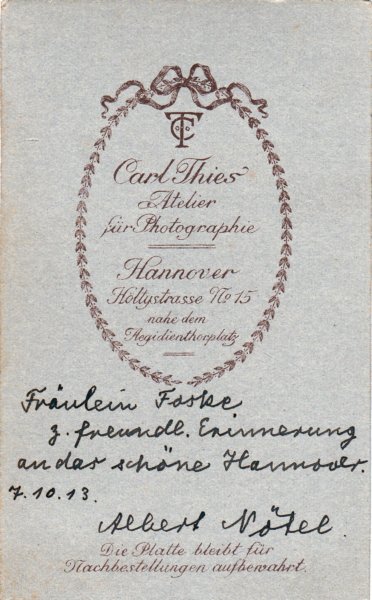 CT
Carl Thies
Atelier
für Photographie
Hannover
Höltystrasse No 15
nahe dem
Aegidienthorplatz
Fräulein Foske
z. freundl. Erinnerung
an das schöne Hannover.
7.10.13.
Albert Nötel.
Die Platte bleibt für
Nachbestellungen aufbewahrt.